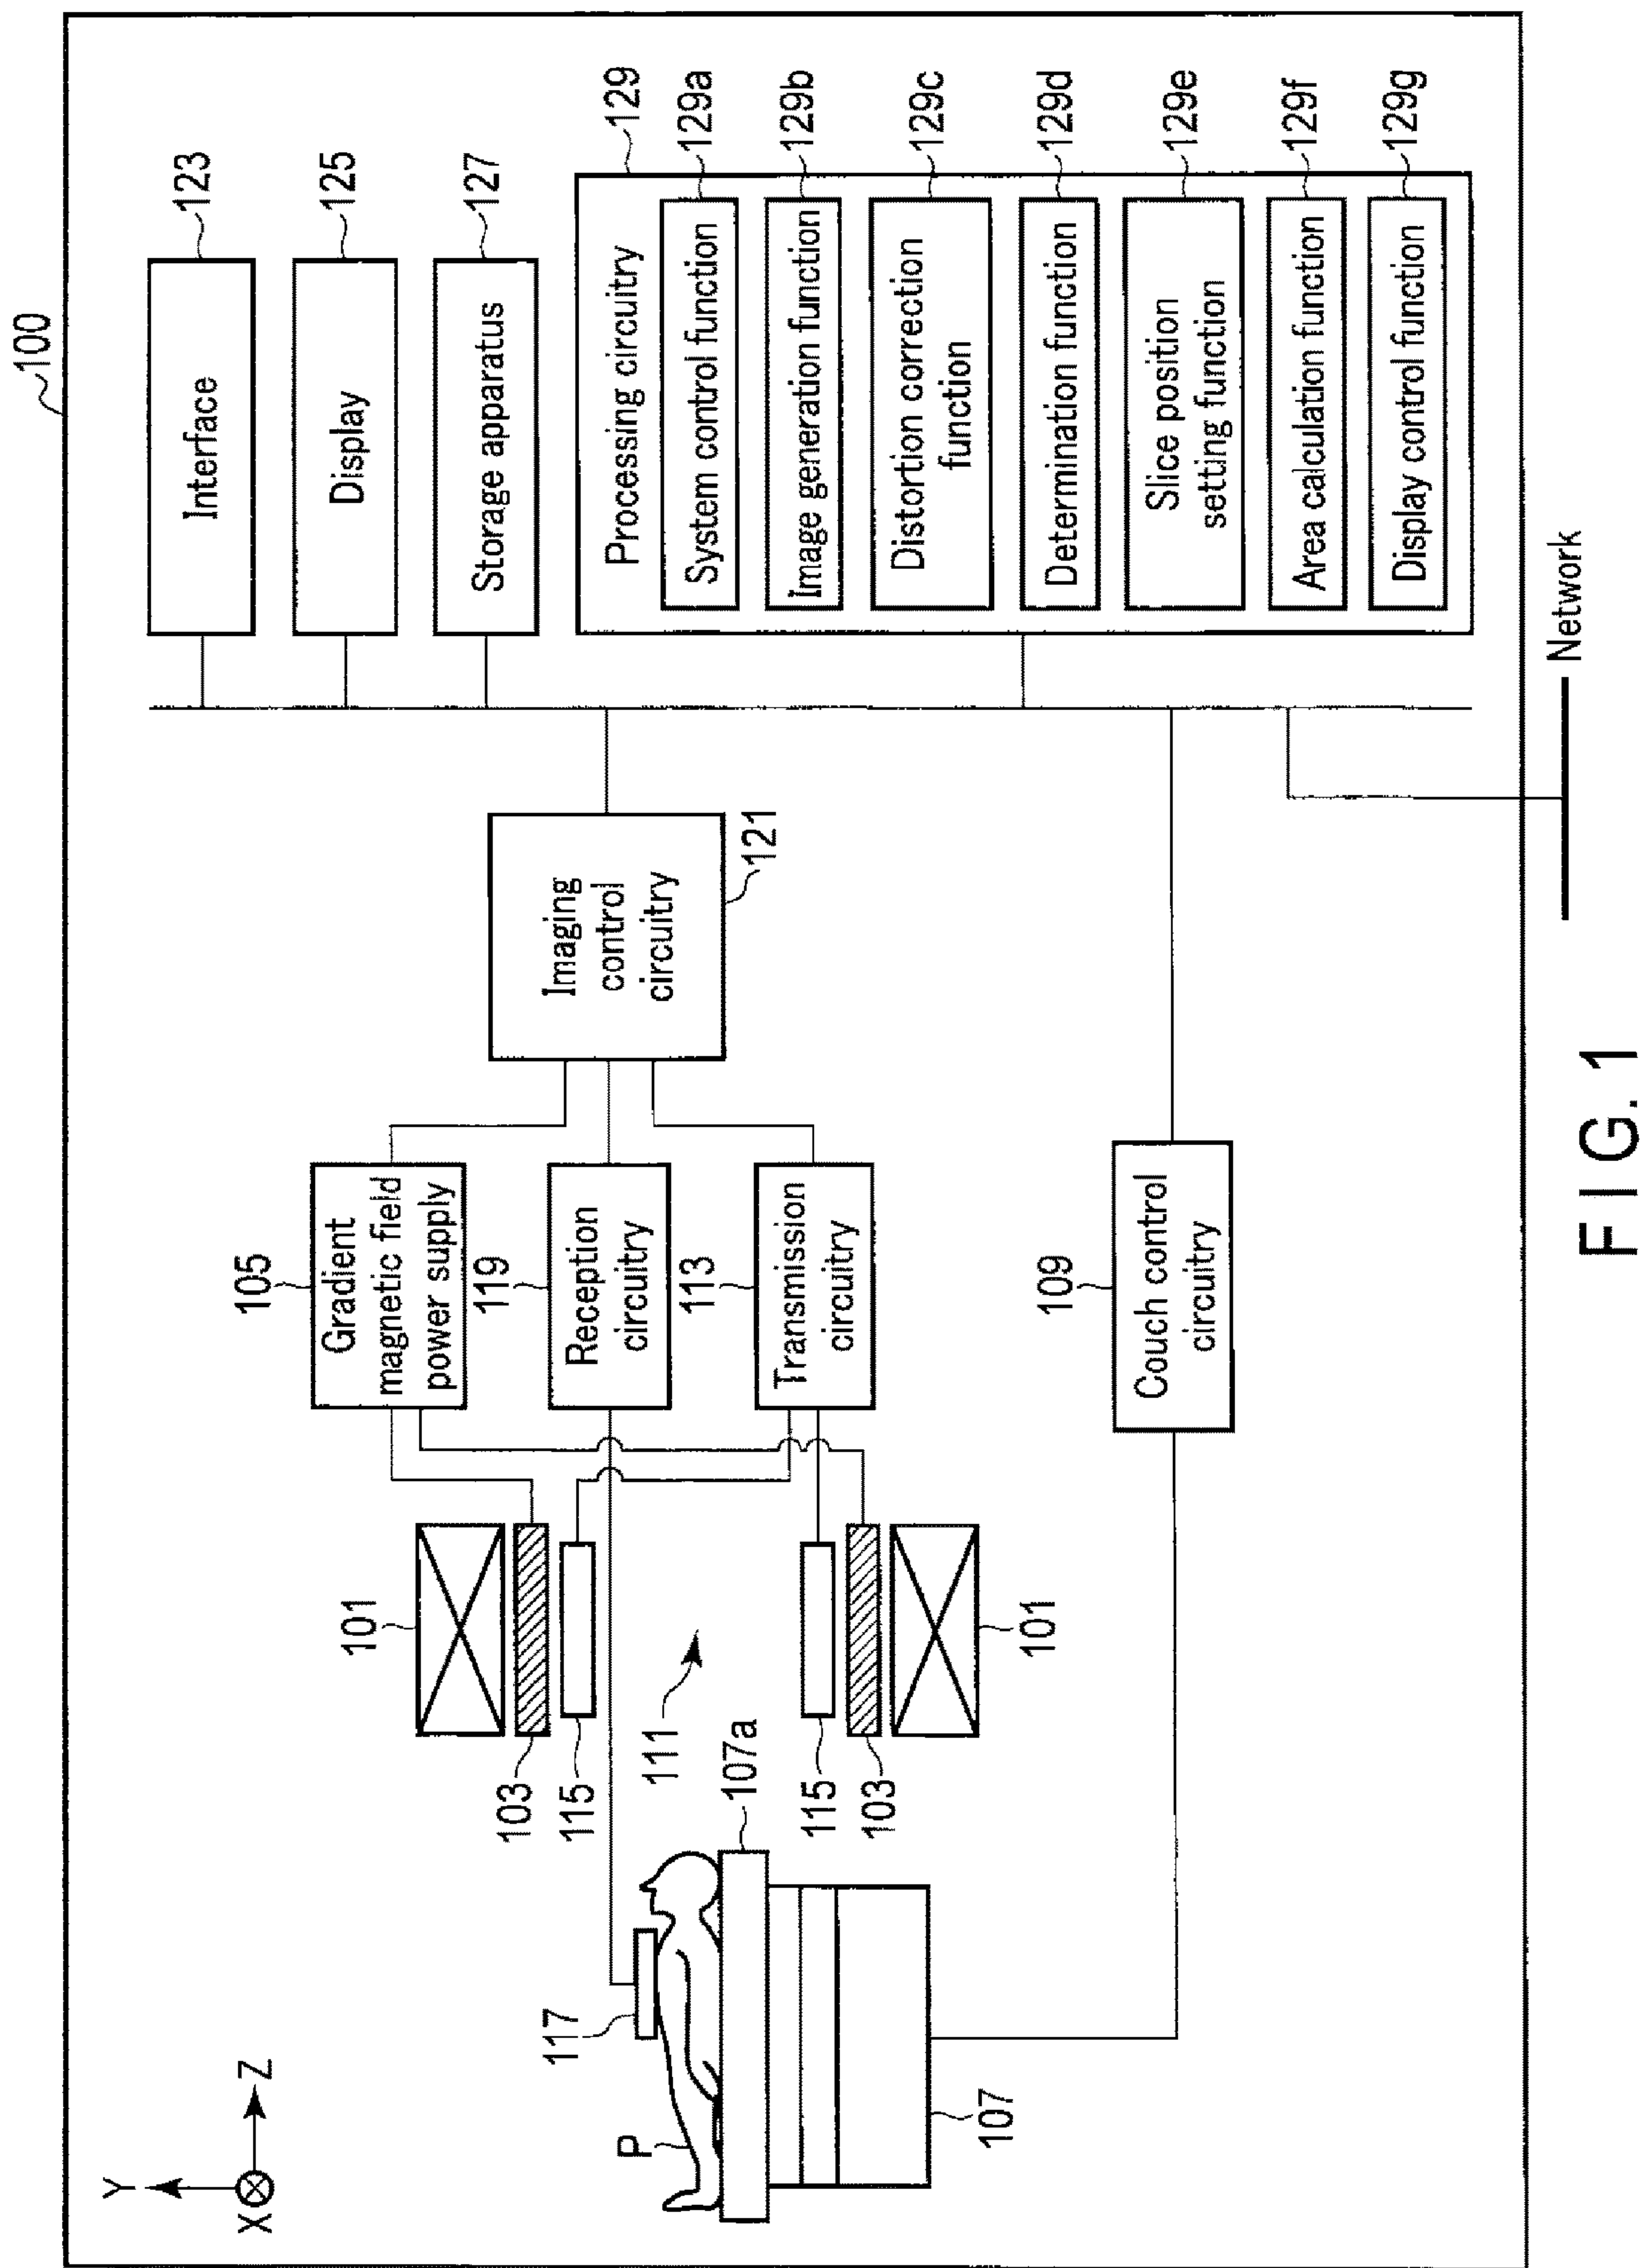 100
Y
X
Z
P
117
107
107a
111
101
103
115
115
103
101
105
Gradient
magnetic field
power supply
119
Reception
circuitry
113
Transmission
circuitry
109
Couch control
circuitry
Imaging
control
circuitry
121
Interface
123
Display
125
Storage apparatus
127
Processing circuitry
129
System control function
129a
Image generation function
129b
Distortion correction
function
129c
Determination function
129d
Slice position
setting function
129e
Area calculation function
129f
Display control function
129g
Network
FIG. 1